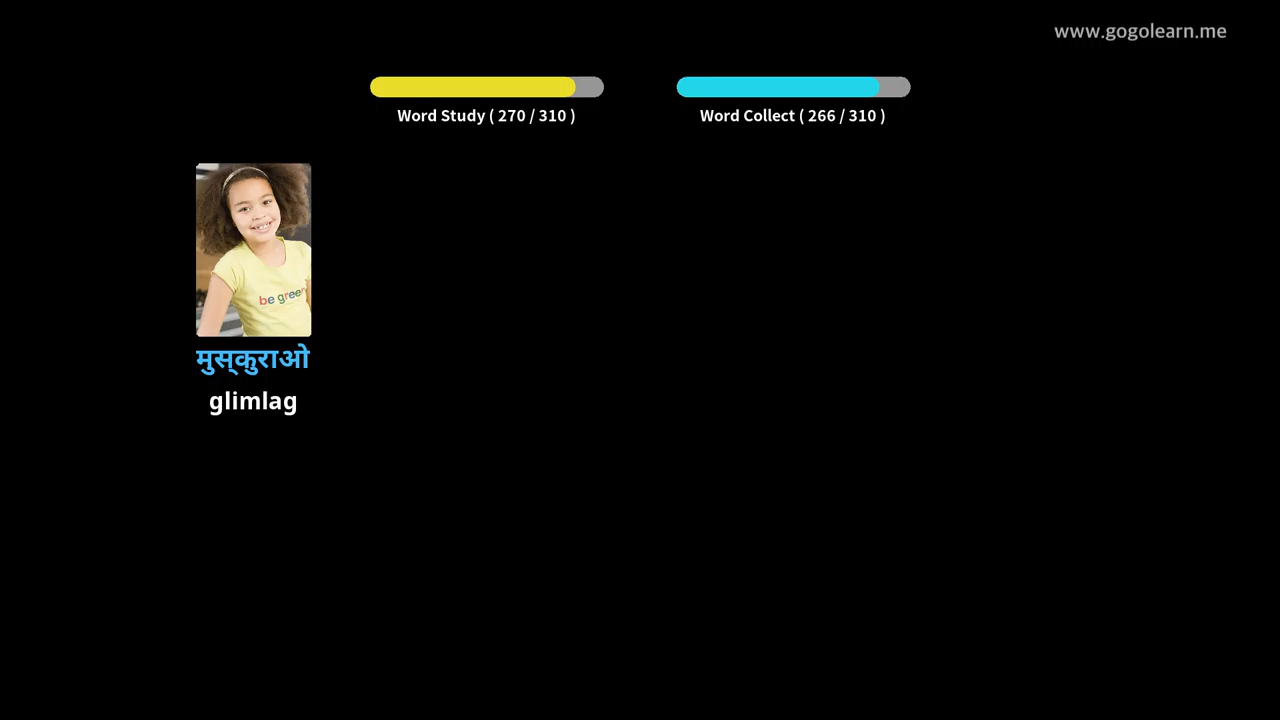 www.gogolearn.me
Word Study ( 270 / 310 )
Word Collect ( 266 / 310 )
be green
मुस्कुराओ
glimlag